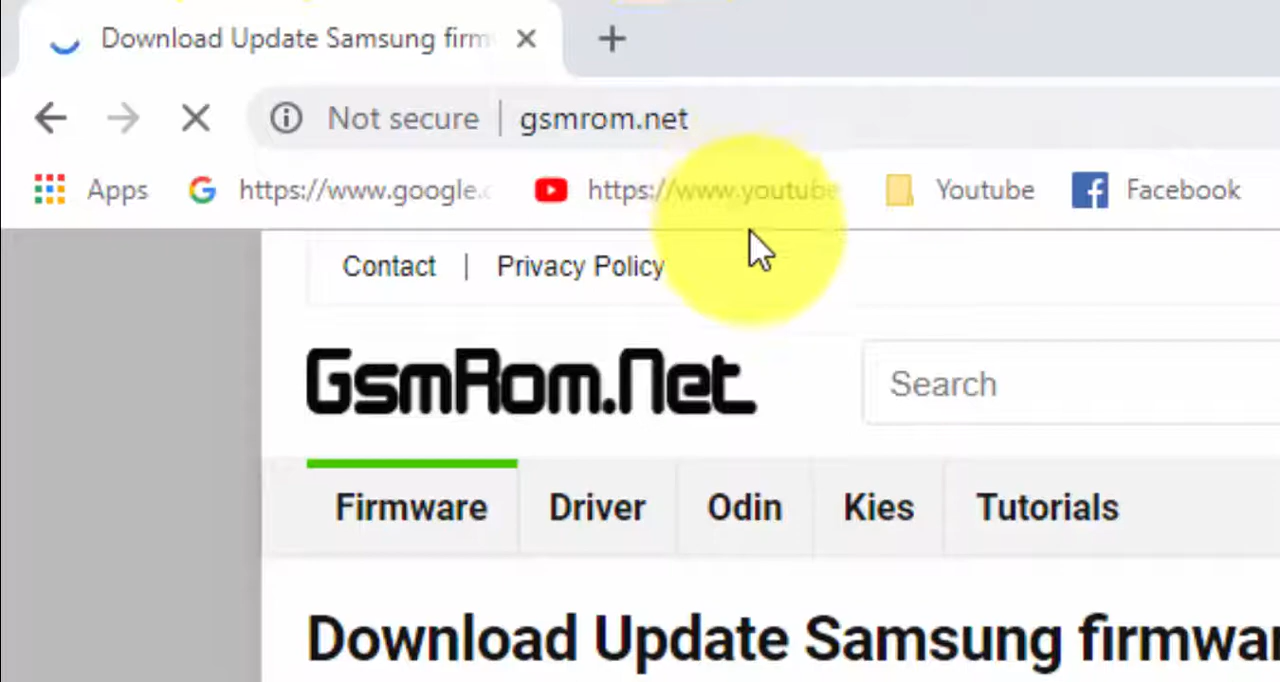 Download Update Samsung firm
Not secure | gsmrom.net
Apps https://www.google.c https://www.youtube Youtube Facebook
Contact | Privacy Policy
GsmRom.Net Search
Firmware Driver Odin Kies Tutorials
Download Update Samsung firmwar